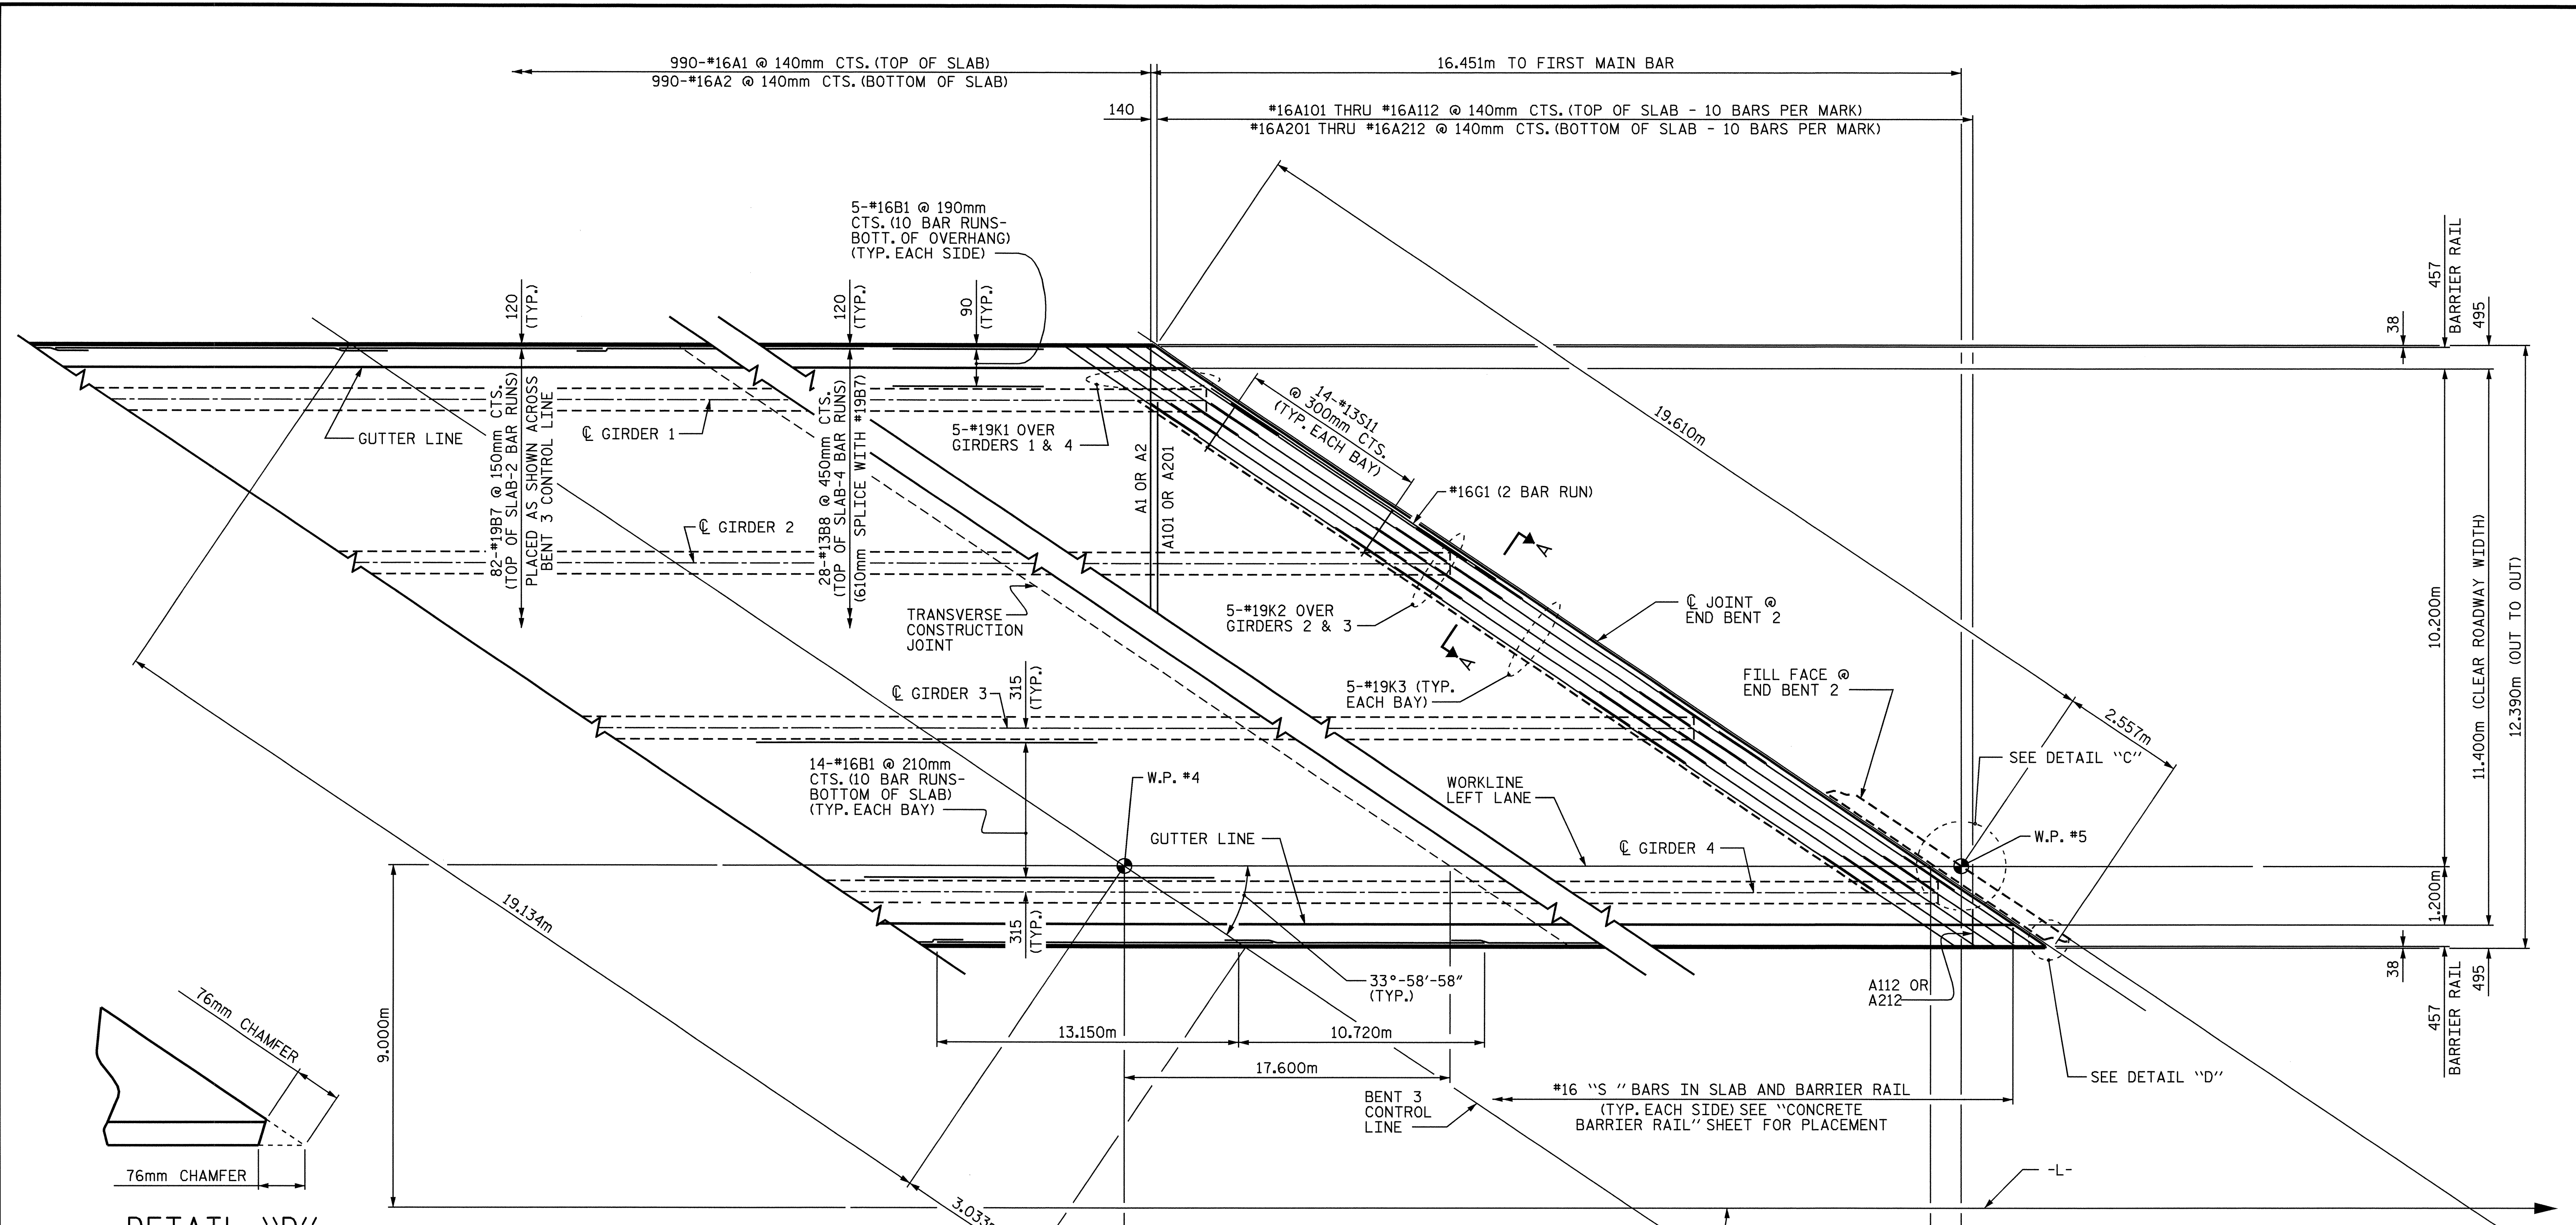 990-#16A1 @ 140mm CTS. (TOP OF SLAB)
990-#16A2 @ 140mm CTS. (BOTTOM OF SLAB)
16.451m TO FIRST MAIN BAR
140
#16A101 THRU #16A112 @ 140mm CTS. (TOP OF SLAB - 10 BARS PER MARK)
#16A201 THRU #16A212 @ 140mm CTS. (BOTTOM OF SLAB - 10 BARS PER MARK)
5-#16B1 @ 190mm
CTS. (10 BAR RUNS-
BOTT. OF OVERHANG)
(TYP. EACH SIDE)
120
(TYP.)
120
(TYP.)
90
(TYP.)
457
BARRIER RAIL
38
495
82-#19B7 @ 150mm CTS.
(TOP OF SLAB-2 BAR RUNS)
PLACED AS SHOWN ACROSS
BENT 3 CONTROL LINE
28-#13B8 @ 450mm CTS.
(TOP OF SLAB-4 BAR RUNS)
(610mm SPLICE WITH #19B7)
GUTTER LINE
℄ GIRDER 1
5-#19K1 OVER
GIRDERS 1 & 4
A1 OR A2
A101 OR A201
14-#13S11
@ 300mm CTS.
(TYP. EACH BAY)
19.610m
#16G1 (2 BAR RUN)
℄ GIRDER 2
A
A
TRANSVERSE
CONSTRUCTION
JOINT
5-#19K2 OVER
GIRDERS 2 & 3
℄ JOINT @
END BENT 2
10.200m
11.400m (CLEAR ROADWAY WIDTH)
12.390m (OUT TO OUT)
℄ GIRDER 3
315
(TYP.)
5-#19K3 (TYP.
EACH BAY)
FILL FACE @
END BENT 2
2.557m
SEE DETAIL "C"
14-#16B1 @ 210mm
CTS. (10 BAR RUNS-
BOTTOM OF SLAB)
(TYP. EACH BAY)
W.P. #4
WORKLINE
LEFT LANE
GUTTER LINE
℄ GIRDER 4
W.P. #5
1.200m
19.134m
315
(TYP.)
33°-58'-58"
(TYP.)
A112 OR
A212
38
495
457
BARRIER RAIL
9.000m
13.150m
10.720m
17.600m
76mm CHAMFER
76mm CHAMFER
BENT 3
CONTROL
LINE
#16 "S" BARS IN SLAB AND BARRIER RAIL
(TYP. EACH SIDE) SEE "CONCRETE
BARRIER RAIL" SHEET FOR PLACEMENT
SEE DETAIL "D"
-L-
3.033
DETAIL "D"